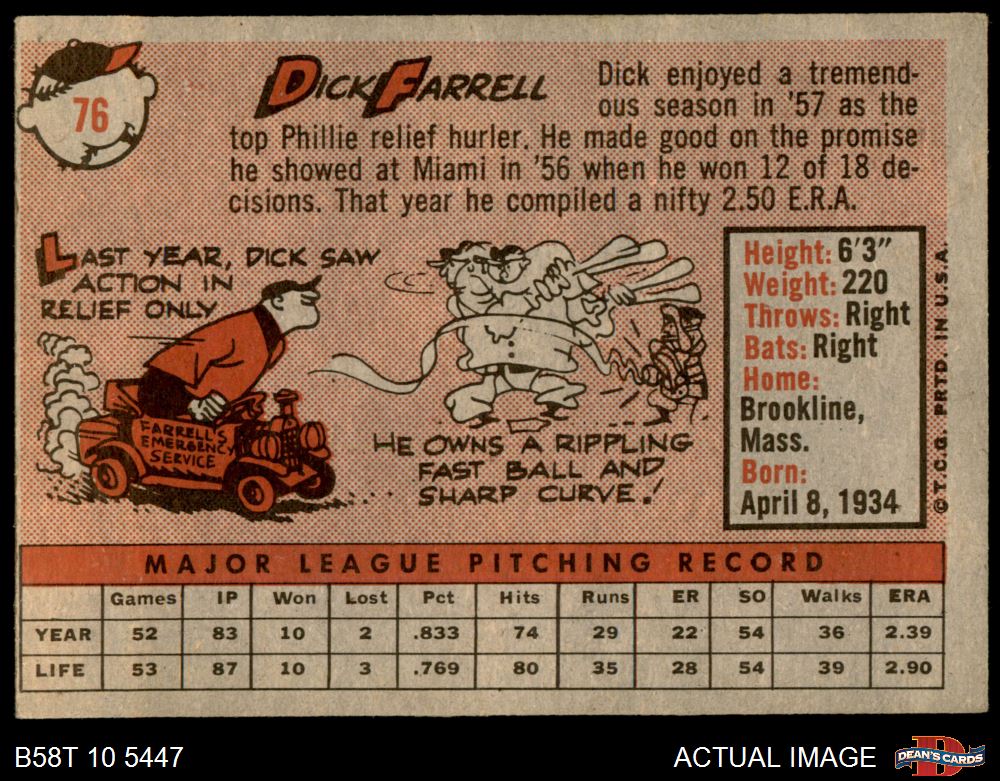 76
DICK FARRELL
Dick enjoyed a tremend-
ous season in '57 as the
top Phillie relief hurler. He made good on the promise
he showed at Miami in '56 when he won 12 of 18 de-
cisions. That year he compiled a nifty 2.50 E.R.A.
LAST YEAR, DICK SAW
ACTION IN
RELIEF ONLY
FARRELL'S
EMERGENCY
SERVICE
HE OWNS A RIPPLING
FAST BALL AND
SHARP CURVE.!
Height: 6'3"
Weight: 220
Throws: Right
Bats: Right
Home:
Brookline,
Mass.
Born:
April 8, 1934
© T.C.G. PRTD. IN U.S.A.
MAJOR LEAGUE PITCHING RECORD
Games IP Won Lost Pct Hits Runs ER SO Walks ERA
YEAR 52 83 10 2 .833 74 29 22 54 36 2.39
LIFE 53 87 10 3 .769 80 35 28 54 39 2.90
B58T 10 5447
ACTUAL IMAGE
D
DEAN'S CARDS